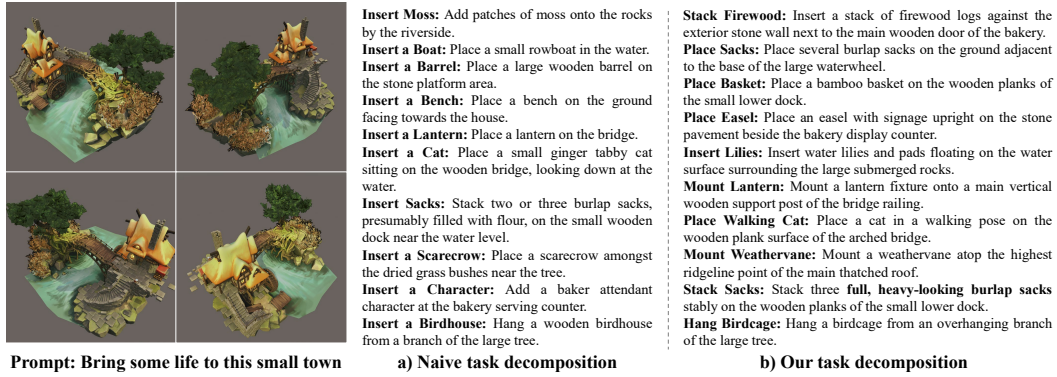 Insert Moss: Add patches of moss onto the rocks
by the riverside.
Insert a Boat: Place a small rowboat in the water.
Insert a Barrel: Place a large wooden barrel on
the stone platform area.
Insert a Bench: Place a bench on the ground
facing towards the house.
Insert a Lantern: Place a lantern on the bridge.
Insert a Cat: Place a small ginger tabby cat
sitting on the wooden bridge, looking down at the
water.
Insert Sacks: Stack two or three burlap sacks,
presumably filled with flour, on the small wooden
dock near the water level.
Insert a Scarecrow: Place a scarecrow amongst
the dried grass bushes near the tree.
Insert a Character: Add a baker attendant
character at the bakery serving counter.
Insert a Birdhouse: Hang a wooden birdhouse
from a branch of the large tree.
Stack Firewood: Insert a stack of firewood logs against the
exterior stone wall next to the main wooden door of the bakery.
Place Sacks: Place several burlap sacks on the ground adjacent
to the base of the large waterwheel.
Place Basket: Place a bamboo basket on the wooden planks of
the small lower dock.
Place Easel: Place an easel with signage upright on the stone
pavement beside the bakery display counter.
Insert Lilies: Insert water lilies and pads floating on the water
surface surrounding the large submerged rocks.
Mount Lantern: Mount a lantern fixture onto a main vertical
wooden support post of the bridge railing.
Place Walking Cat: Place a cat in a walking pose on the
wooden plank surface of the arched bridge.
Mount Weathervane: Mount a weathervane atop the highest
ridgeline point of the main thatched roof.
Stack Sacks: Stack three full, heavy-looking burlap sacks
stably on the wooden planks of the small lower dock.
Hang Birdcage: Hang a birdcage from an overhanging branch
of the large tree.
Prompt: Bring some life to this small town
a) Naive task decomposition
b) Our task decomposition